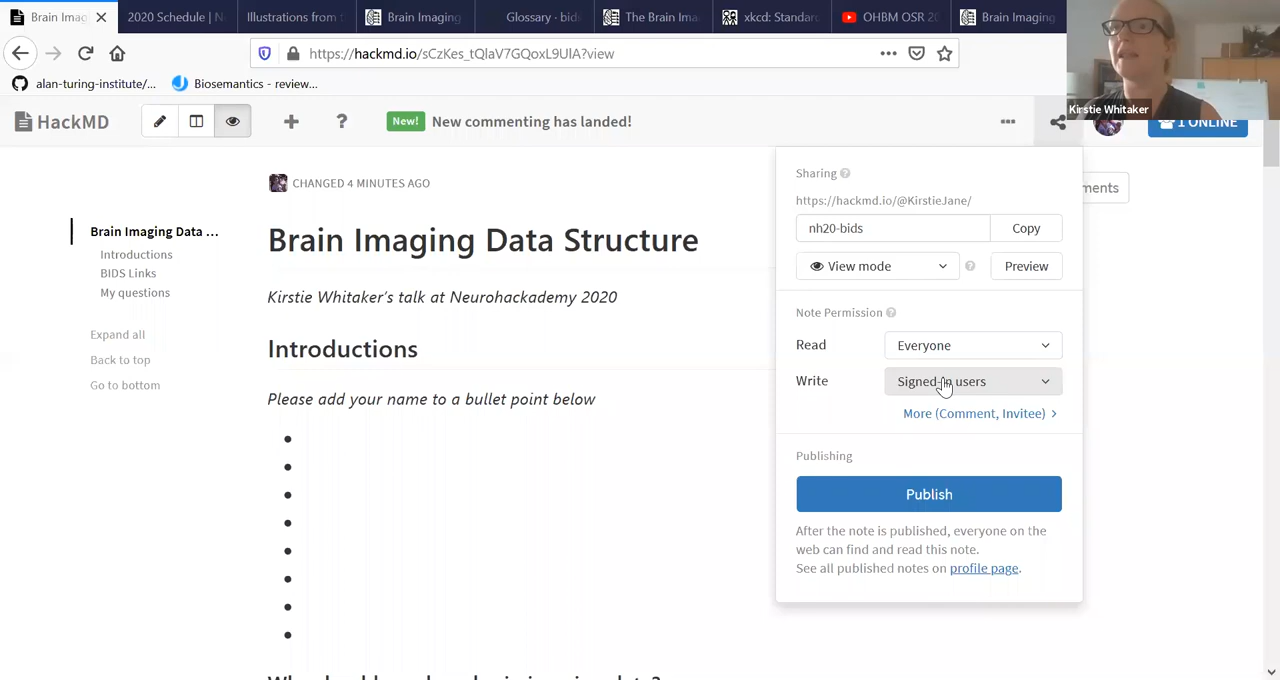 Brain Imag
2020 Schedule | N
Illustrations from
Brain Imaging
Glossary · bids
The Brain Ima
xkcd: Standar
OHBM OSR 20
Brain Imaging
https://hackmd.io/sCzKes_tQlaV7GQoxL9UlA?view
alan-turing-institute/...
Biosemantics - review...
Kirstie Whitaker
HackMD
New!
New commenting has landed!
1 ONLINE
CHANGED 4 MINUTES AGO
ments
Brain Imaging Data ...
Introductions
BIDS Links
My questions
Expall all
Back to top
Go to bottom
Brain Imaging Data Structure
Kirstie Whitaker's talk at Neurohackademy 2020
Introductions
Please add your name to a bullet point below
Sharing
https://hackmd.io/@KirstieJane/
nh20-bids
Copy
View mode
Preview
Note Permission
Read
Everyone
Write
Signed-in users
More (Comment, Invitee) >
Publishing
Publish
After the note is published, everyone on the
web can find and read this note.
See all published notes on profile page.